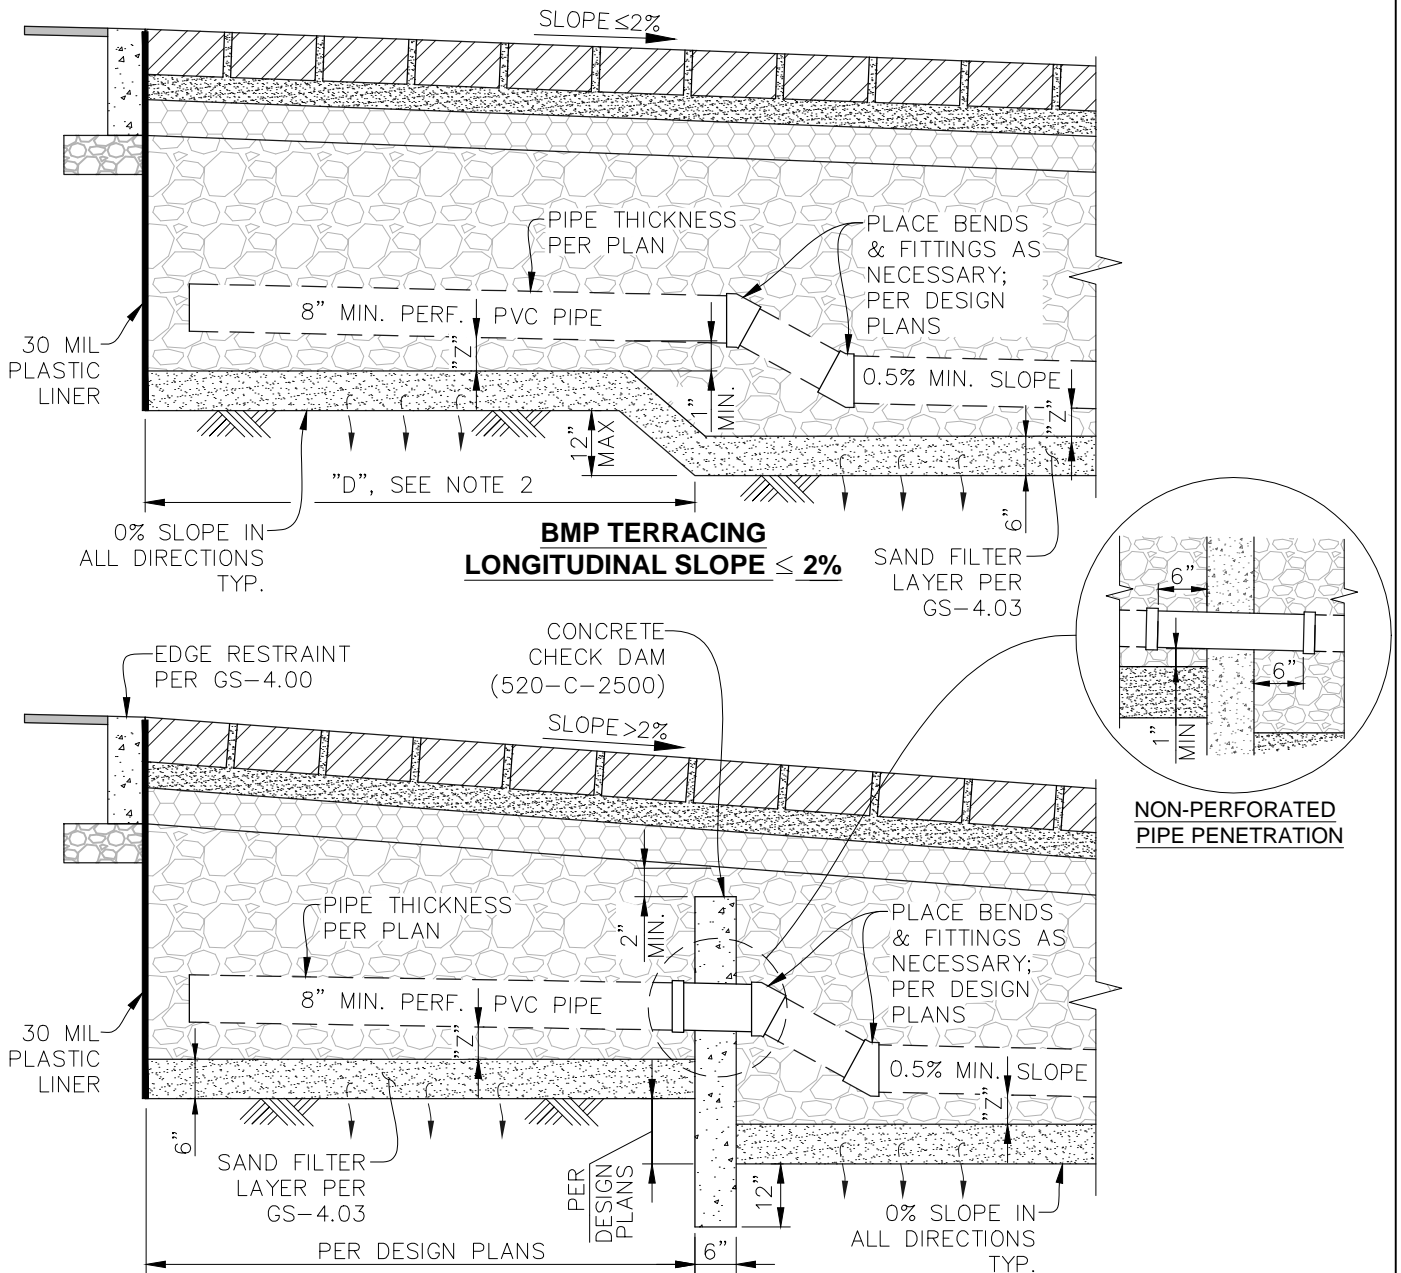 SLOPE ≤2%
PIPE THICKNESS
PER PLAN
PLACE BENDS
& FITTINGS AS
NECESSARY;
PER DESIGN
PLANS
8" MIN. PERF. PVC PIPE
"Z"
30 MIL
PLASTIC
LINER
1"
MIN.
0.5% MIN. SLOPE
"Z"
12"
MAX
"D", SEE NOTE 2
6"
0% SLOPE IN
ALL DIRECTIONS
TYP.
BMP TERRACING
LONGITUDINAL SLOPE ≤ 2%
SAND FILTER
LAYER PER
GS-4.03
6"
6"
1"
MIN
NON-PERFORATED
PIPE PENETRATION
EDGE RESTRAINT
PER GS-4.00
CONCRETE
CHECK DAM
(520-C-2500)
SLOPE >2%
PIPE THICKNESS
PER PLAN
2"
MIN.
PLACE BENDS
& FITTINGS AS
NECESSARY;
PER DESIGN
PLANS
8" MIN. PERF. PVC PIPE
"Z"
30 MIL
PLASTIC
LINER
0.5% MIN. SLOPE
"Z"
6"
SAND FILTER
LAYER PER
GS-4.03
PER
DESIGN
PLANS
12"
0% SLOPE IN
ALL DIRECTIONS
TYP.
PER DESIGN PLANS
6"